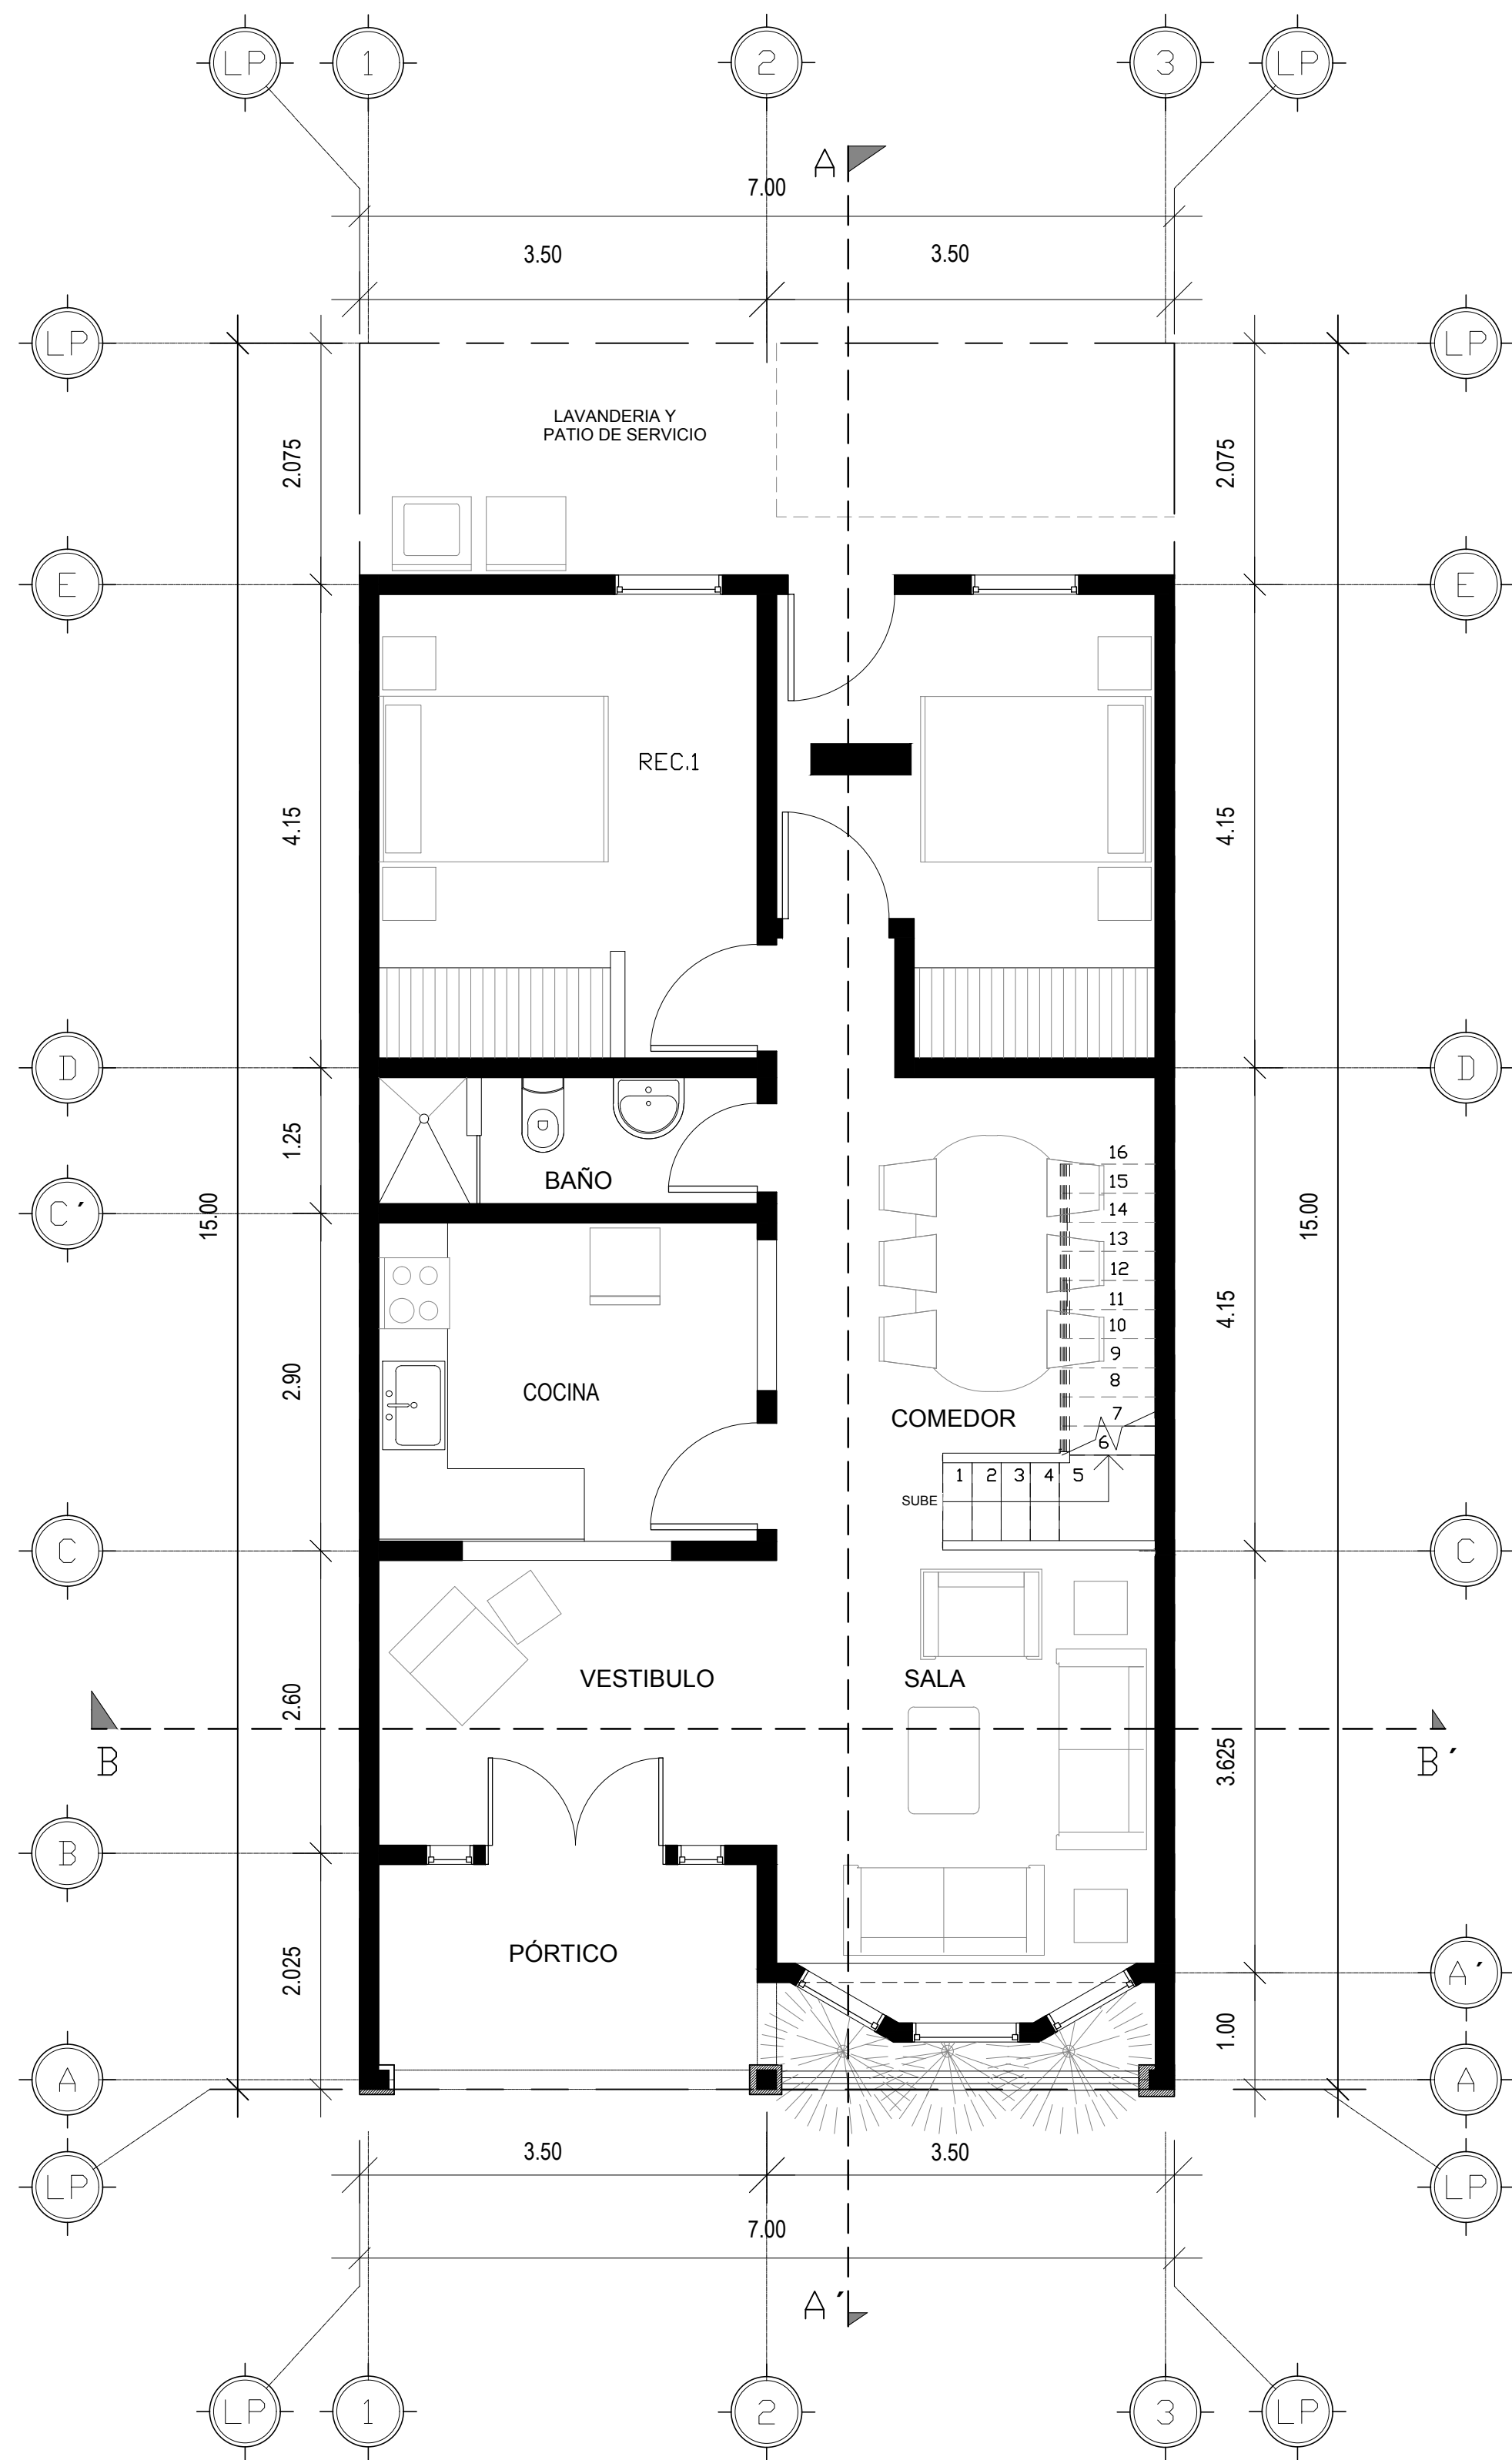 LP
1
2
3
LP
A
7.00
3.50
3.50
LP
LP
LAVANDERIA Y
PATIO DE SERVICIO
2.075
2.075
E
E
REC.1
4.15
4.15
D
D
1.25
BAÑO
16
15
14
13
12
11
10
9
8
7
6
C´
15.00
15.00
4.15
2.90
COCINA
COMEDOR
1 2 3 4 5
SUBE
C
C
VESTIBULO
SALA
2.60
B
B´
3.625
B
PÓRTICO
2.025
A´
1.00
A
A
3.50
3.50
LP
LP
7.00
A´
LP
1
2
3
LP